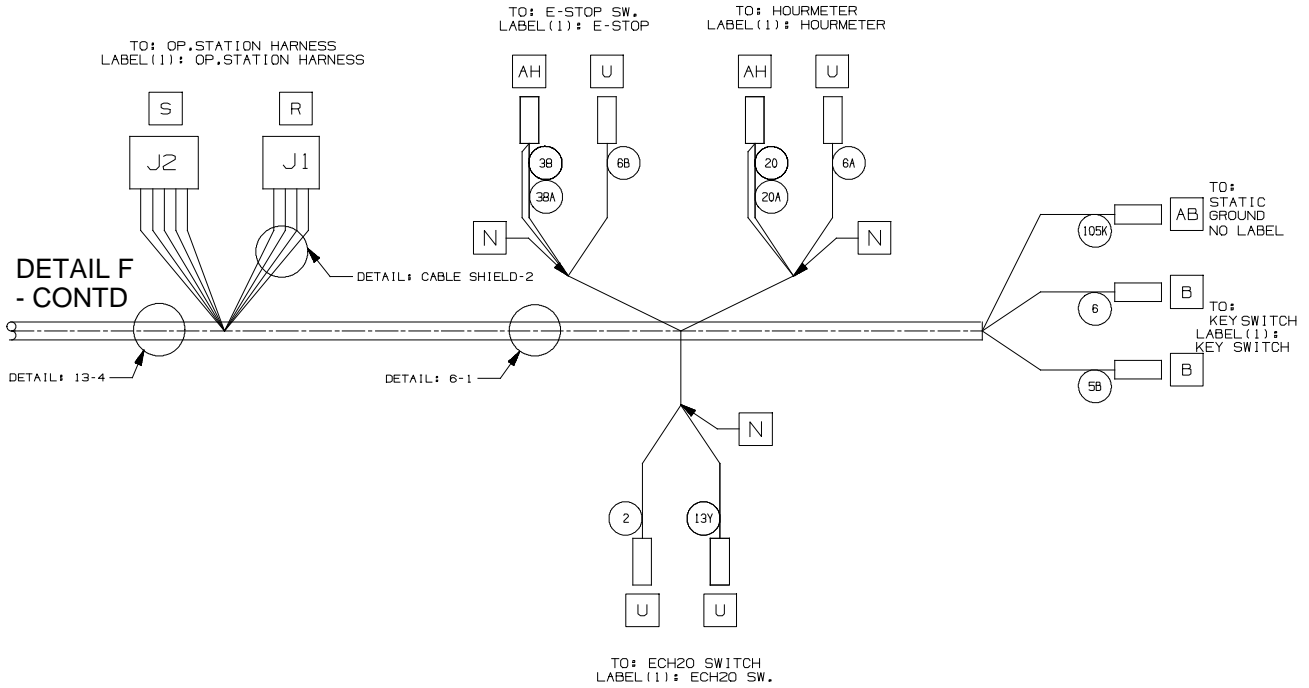 TO: E-STOP SW.
LABEL(1): E-STOP
TO: HOURMETER
LABEL(1): HOURMETER
TO: OP.STATION HARNESS
LABEL(1): OP.STATION HARNESS
AH
U
AH
U
S
R
J2
J1
3B
3BA
6B
20
20A
6A
N
N
TO:
STATIC
GROUND
NO LABEL
AB
105K
DETAIL F
- CONTD
DETAIL: CABLE SHIELD-2
B
6
TO:
KEYSWITCH
LABEL(1):
KEY SWITCH
DETAIL: 13-4
DETAIL: 6-1
B
5B
N
2
13Y
U
U
TO: ECH2O SWITCH
LABEL(1): ECH2O SW.